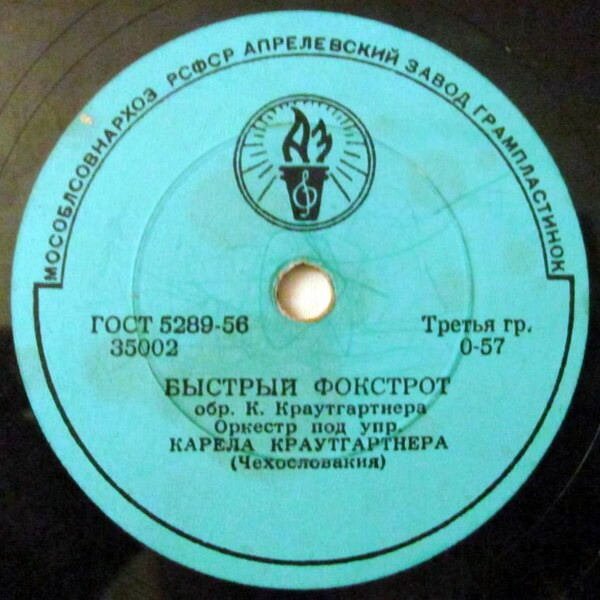 МОСОБЛСОВНАРХОЗ РСФСР АПРЕЛЕВСКИЙ ЗАВОД ГРАМПЛАСТИНОК
АЗ
ГОСТ 5289-56
35002
Третья гр.
0-57
БЫСТРЫЙ ФОКСТРОТ
обр. К. Краутгартнера
Оркестр под упр.
КАРЕЛА КРАУТГАРТНЕРА
(Чехословакия)